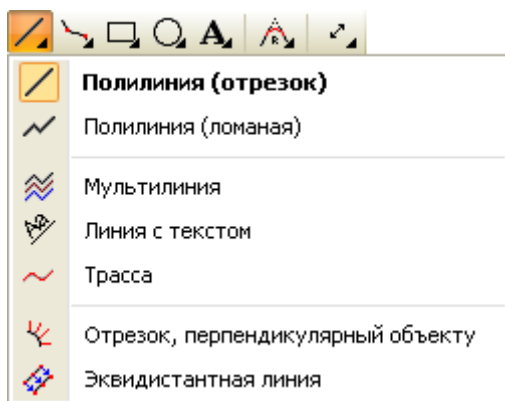 A R
Полилиния (отрезок)
Полилиния (ломаная)
Мультилиния
Линия с текстом
Трасса
Отрезок, перпендикулярный объекту
Эквидистантная линия